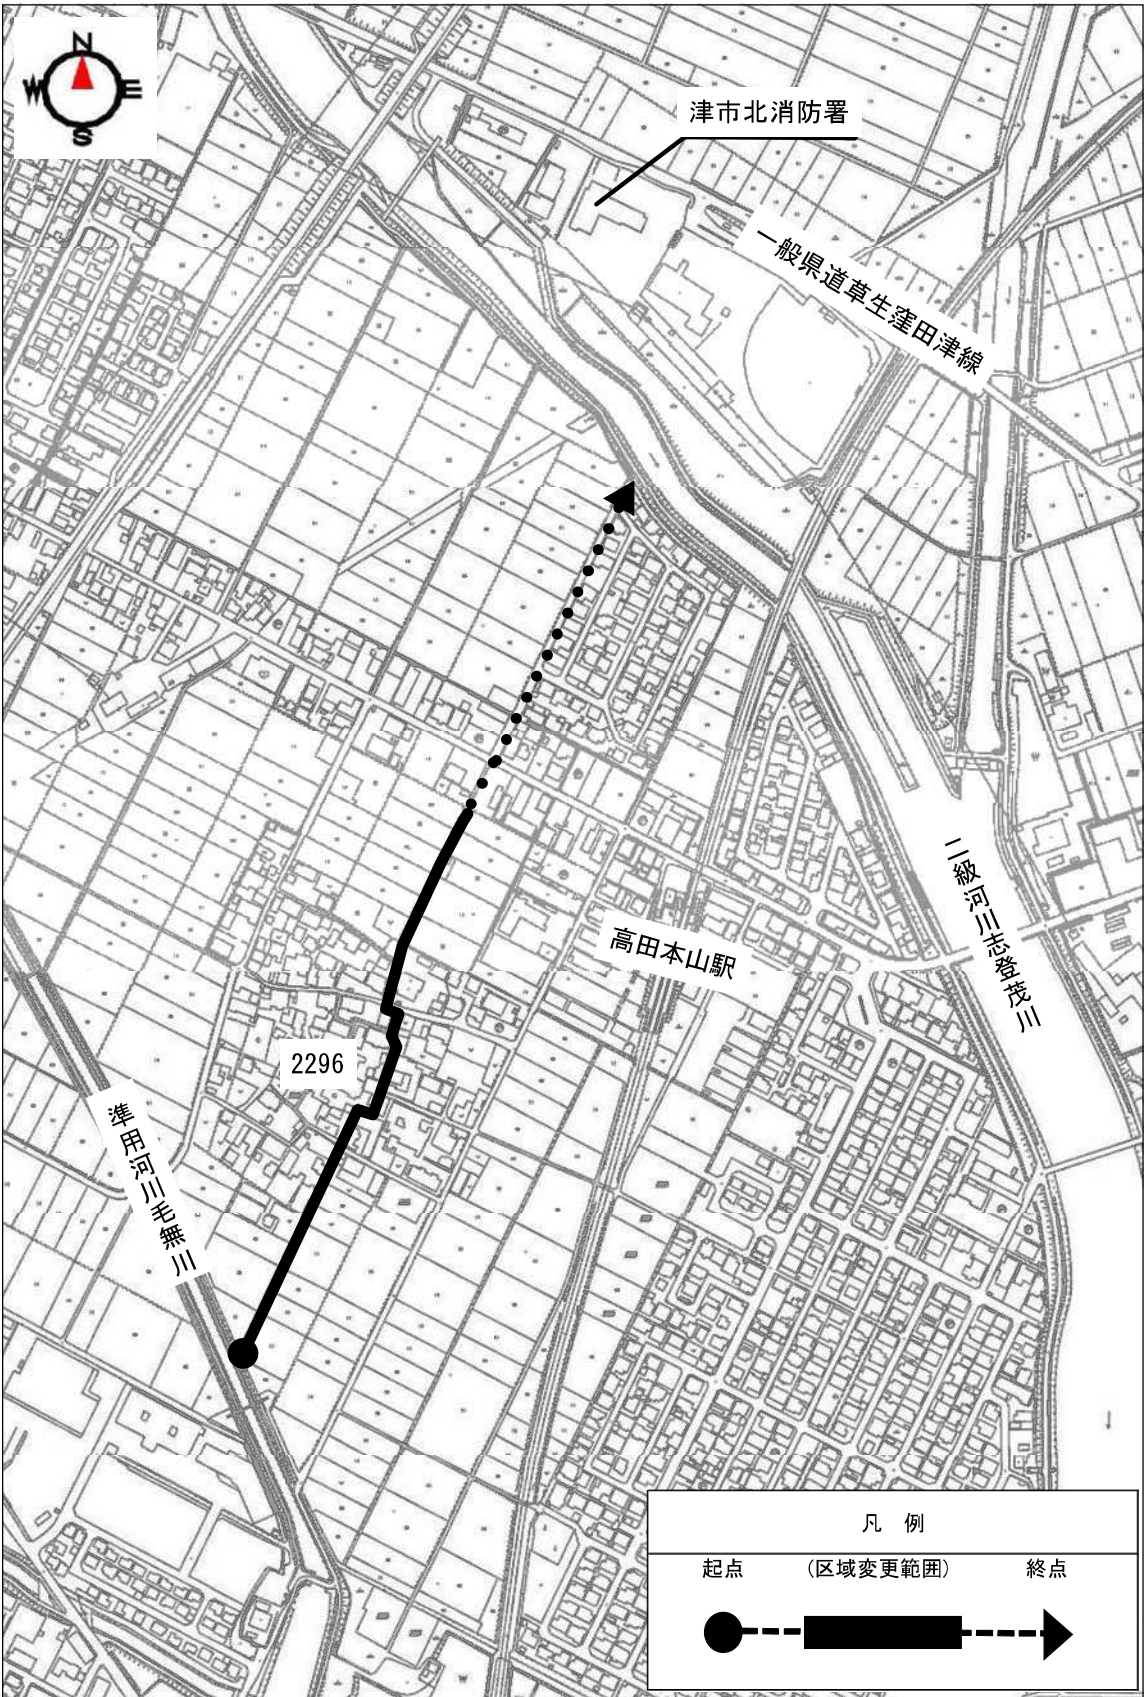 N
W
E
S
津市北消防署
一般県道草生窪田津線
高田本山駅
二級河川志登茂川
2296
準用河川毛無川
凡 例
起点 (区域変更範囲) 終点